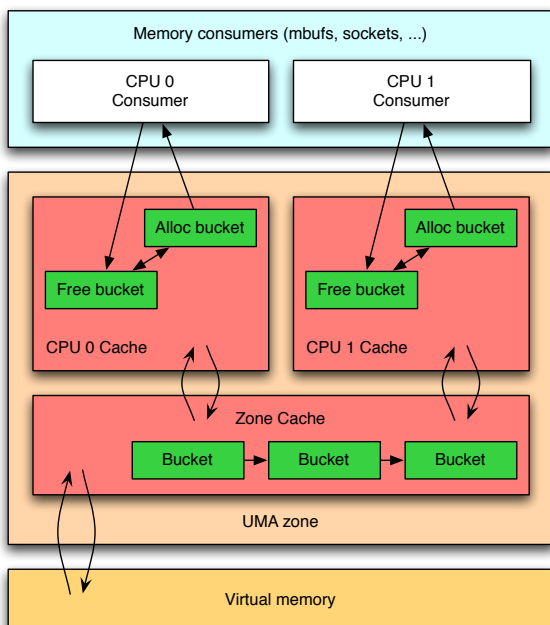 Memory consumers (mbufs, sockets, ...)
CPU 0
Consumer
CPU 1
Consumer
Alloc bucket
Free bucket
CPU 0 Cache
Alloc bucket
Free bucket
CPU 1 Cache
Zone Cache
Bucket
Bucket
Bucket
UMA zone
Virtual memory